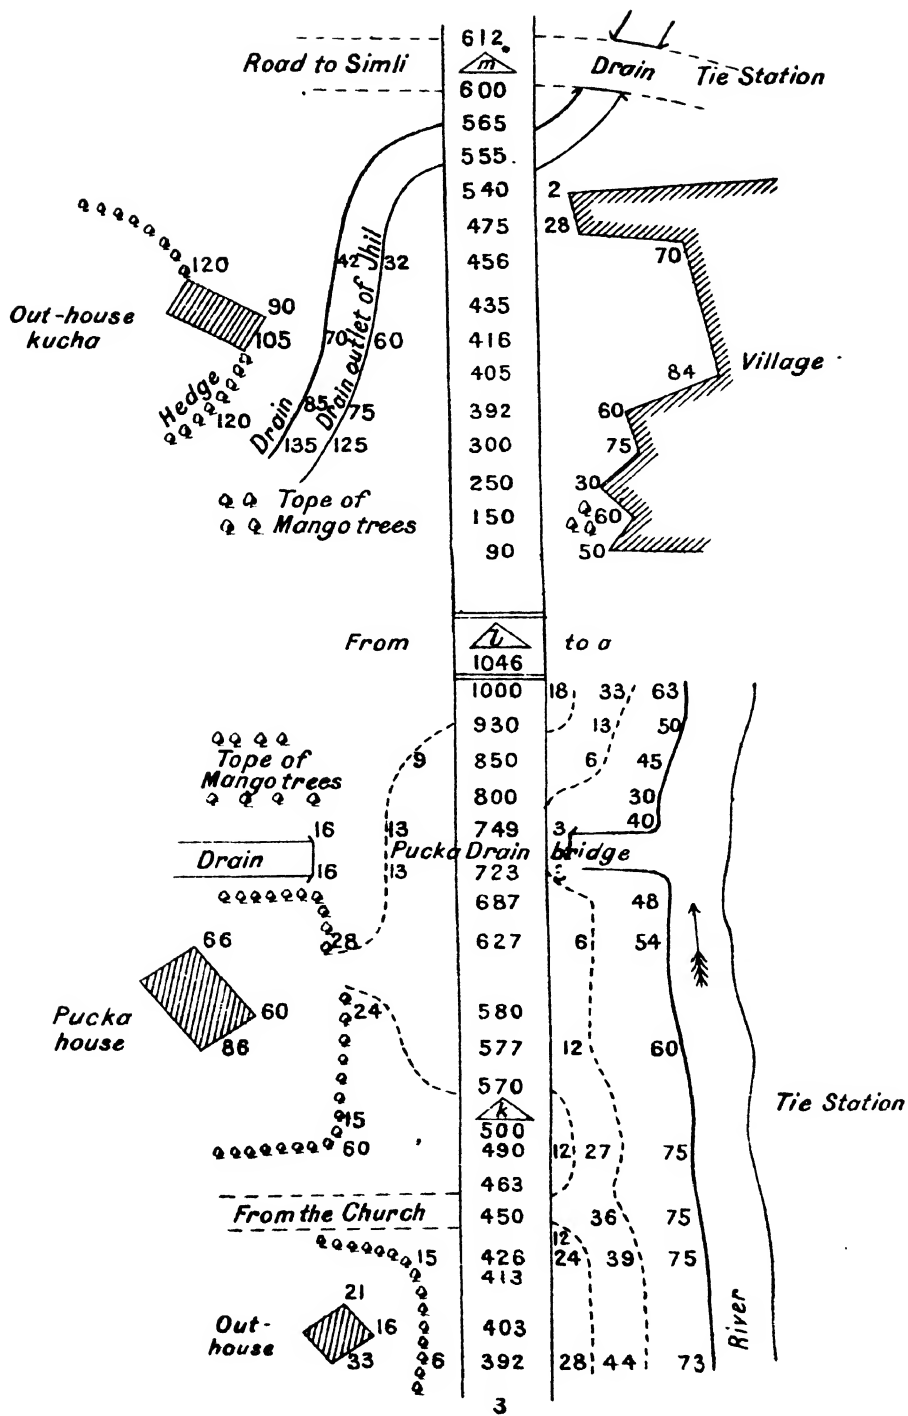 612
Road to Simli m Drain Tie Station
600
565
555
540 2
475 28
42 32 456 70
120
Out-house kucha 90 435
105 70 60 416
Drain outlet of Jhil
405 84 Village
Hedge 85 75 392 60
120
Drain 135 125 300 75
250 30
Tope of
Mango trees 150 60
90 50
From l to a
1046
1000 18 33 63
930 13 50
Tope of
Mango trees 9 850 6 45
800 30
16 13 749 3 40
Drain Pucka Drain bridge
16 13 723
687 48
66 28 627 6 54
Pucka
house 60 24 580
86 577 12 60
570
k Tie Station
15 500
60 490 12 27 75
463
From the Church 450 36 75
12
15 426 24 39 75
413
21
Out-
house 16 403 River
33 6 392 28 44 73
3